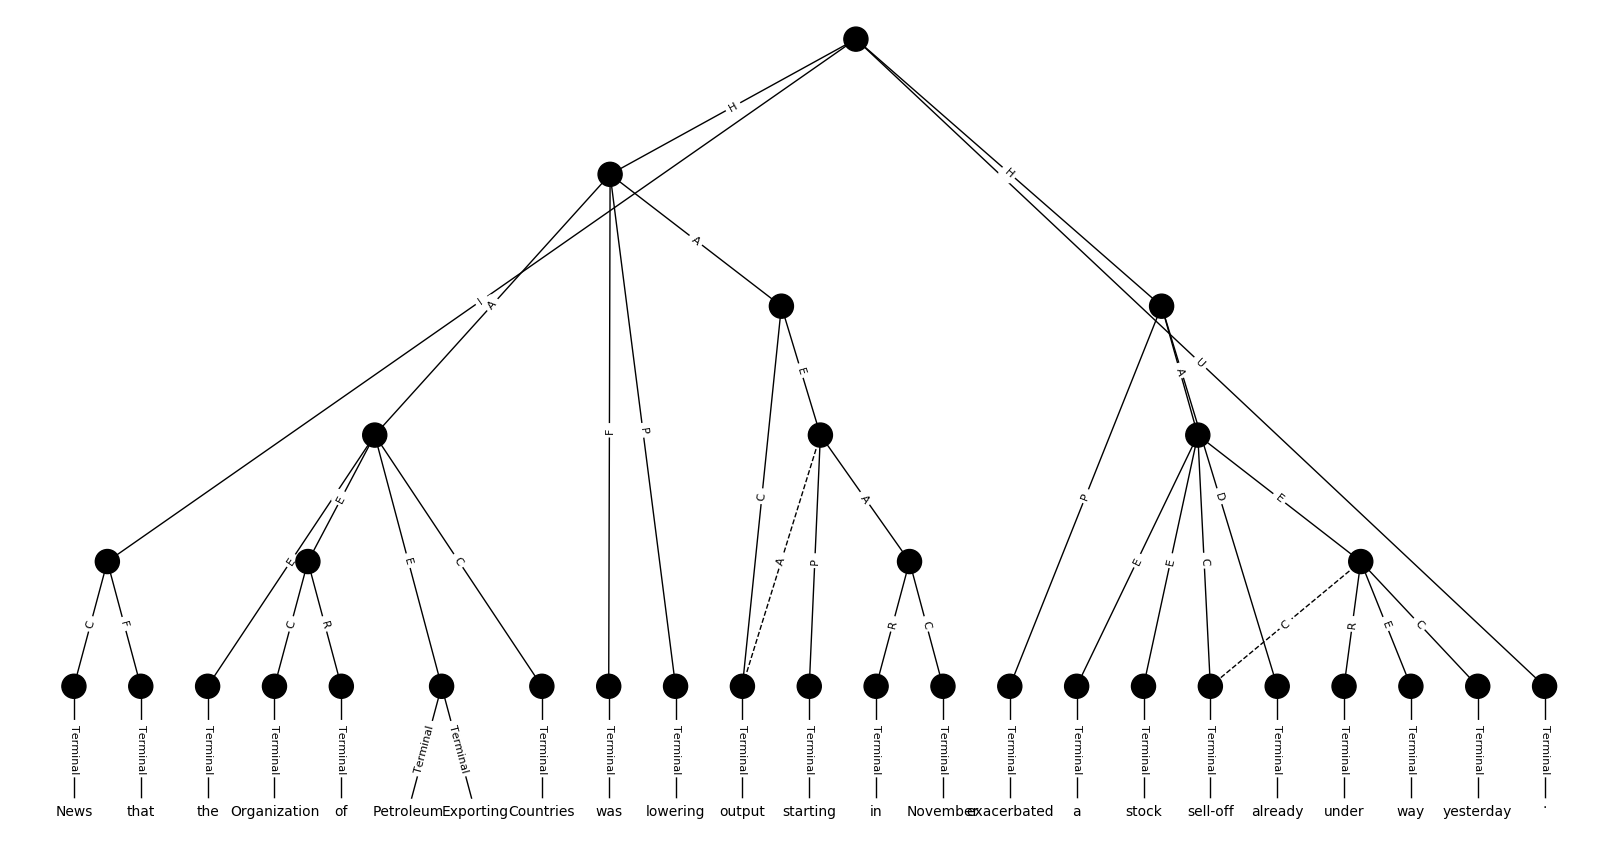 H
H
A
I
A
A
E
U
F
P
E
C
A
P
E
D
E
E
E
C
A
P
E
E
C
C
F
C
R
R
C
C
R
E
C
Terminal Terminal Terminal Terminal Terminal Terminal Terminal Terminal Terminal Terminal Terminal Terminal Terminal Terminal Terminal Terminal Terminal Terminal Terminal Terminal Terminal Terminal Terminal
News that the Organization of Petroleum Exporting Countries was lowering output starting in November exacerbated a stock sell-off already under way yesterday .